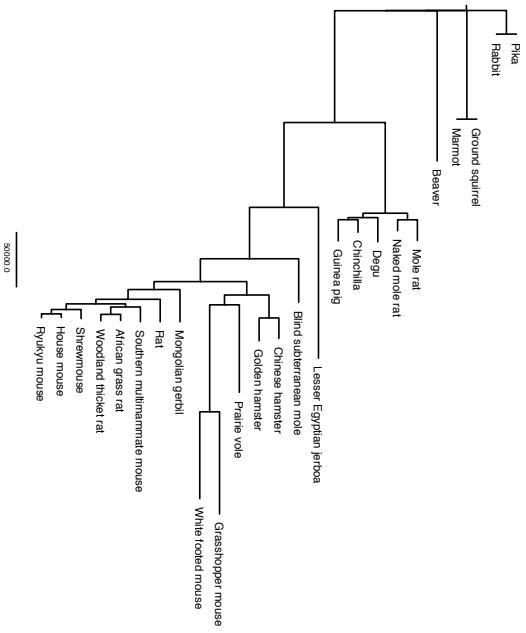 Pika
Rabbit
Ground squirrel
Marmot
Beaver
Mole rat
Naked mole rat
Degu
Chinchilla
Guinea pig
Lesser Egyptian jerboa
Blind subterranean mole
Chinese hamster
Golden hamster
Prairie vole
Grasshopper mouse
White footed mouse
Mongolian gerbil
Rat
Southern multimammate mouse
African grass rat
Woodland thicket rat
Shrewmouse
House mouse
Ryukyu mouse
50000.0